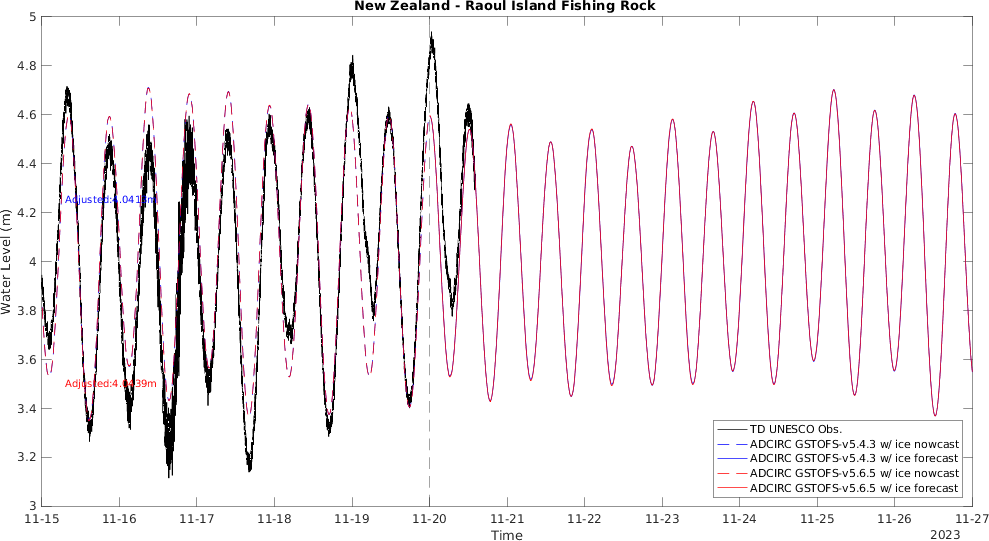 New Zealand - Raoul Island Fishing Rock
5
4.8
4.6
4.4
4.2
4
3.8
3.6
3.4
3.2
3
Water Level (m)
Adjusted:4.0439m
TD UNESCO Obs.
ADCIRC GSTOFS-v5.4.3 w/ ice nowcast
ADCIRC GSTOFS-v5.4.3 w/ ice forecast
ADCIRC GSTOFS-v5.6.5 w/ ice nowcast
ADCIRC GSTOFS-v5.6.5 w/ ice forecast
11-15 11-16 11-17 11-18 11-19 11-20 11-21 11-22 11-23 11-24 11-25 11-26 11-27
Time
2023